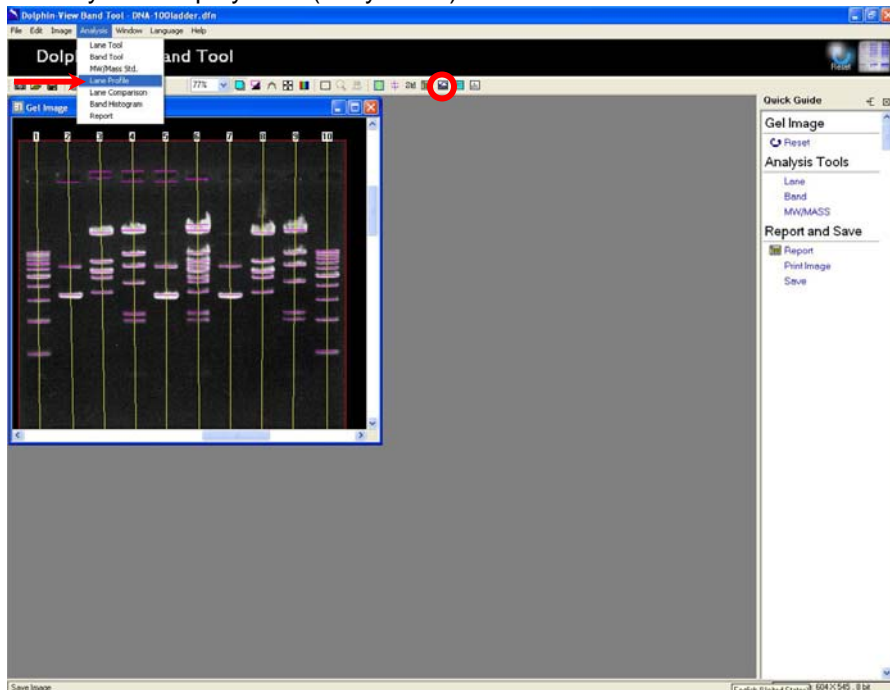 Dolphin-View Band Tool - DNA-100ladder.dfn
File Edit Image Analysis Window Language Help
Lane Tool
Band Tool
MW/Mass Std.
Lane Profile
Lane Comparison
Band Histogram
Report
Dolp and Tool
Reset
77%
Gel Image
1 2 3 4 5 6 7 8 9 10
Quick Guide
Gel Image
Reset
Analysis Tools
Lane
Band
MW/MASS
Report and Save
Report
Print Image
Save
Save Image
604 X 545 , 8 bit